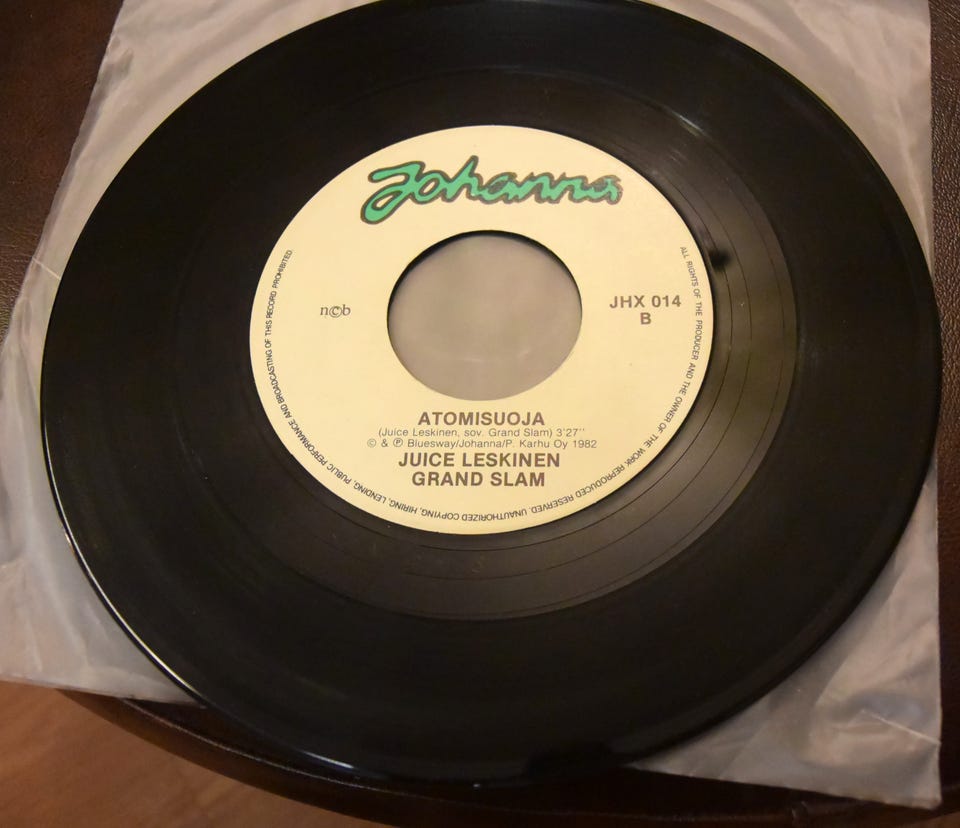 Johanna
n©b
JHX 014
B
ATOMISUOJA
(Juice Leskinen, sov. Grand Slam) 3'27''
© & ℗ Bluesway/Johanna/P. Karhu Oy 1982
JUICE LESKINEN
GRAND SLAM
ALL RIGHTS OF THE PRODUCER AND THE OWNER OF THE WORK REPRODUCED RESERVED. UNAUTHORIZED COPYING, HIRING, LENDING, PUBLIC PERFORMANCE AND BROADCASTING OF THIS RECORD PROHIBITED.